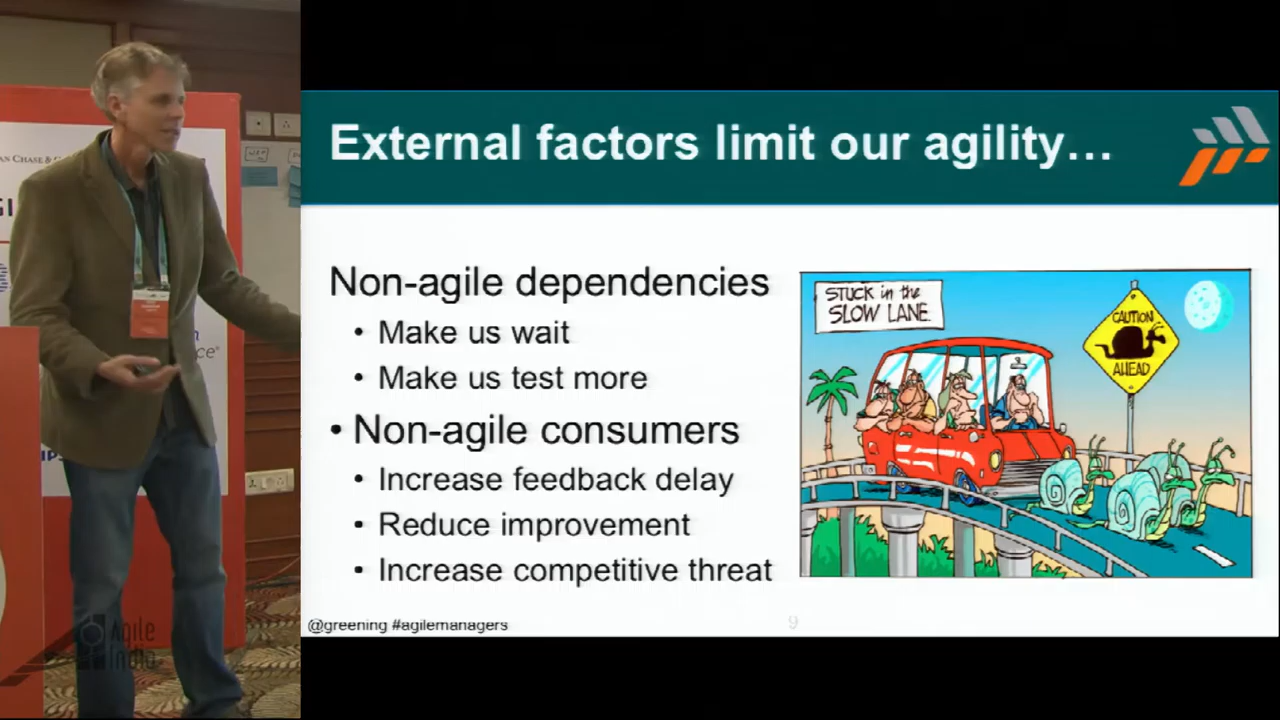 External factors limit our agility…
Non-agile dependencies
• Make us wait
• Make us test more
• Non-agile consumers
• Increase feedback delay
• Reduce improvement
• Increase competitive threat
STUCK in the
SLOW LANE.
CAUTION
AHEAD
@greening #agilemanagers
9
Agile
India